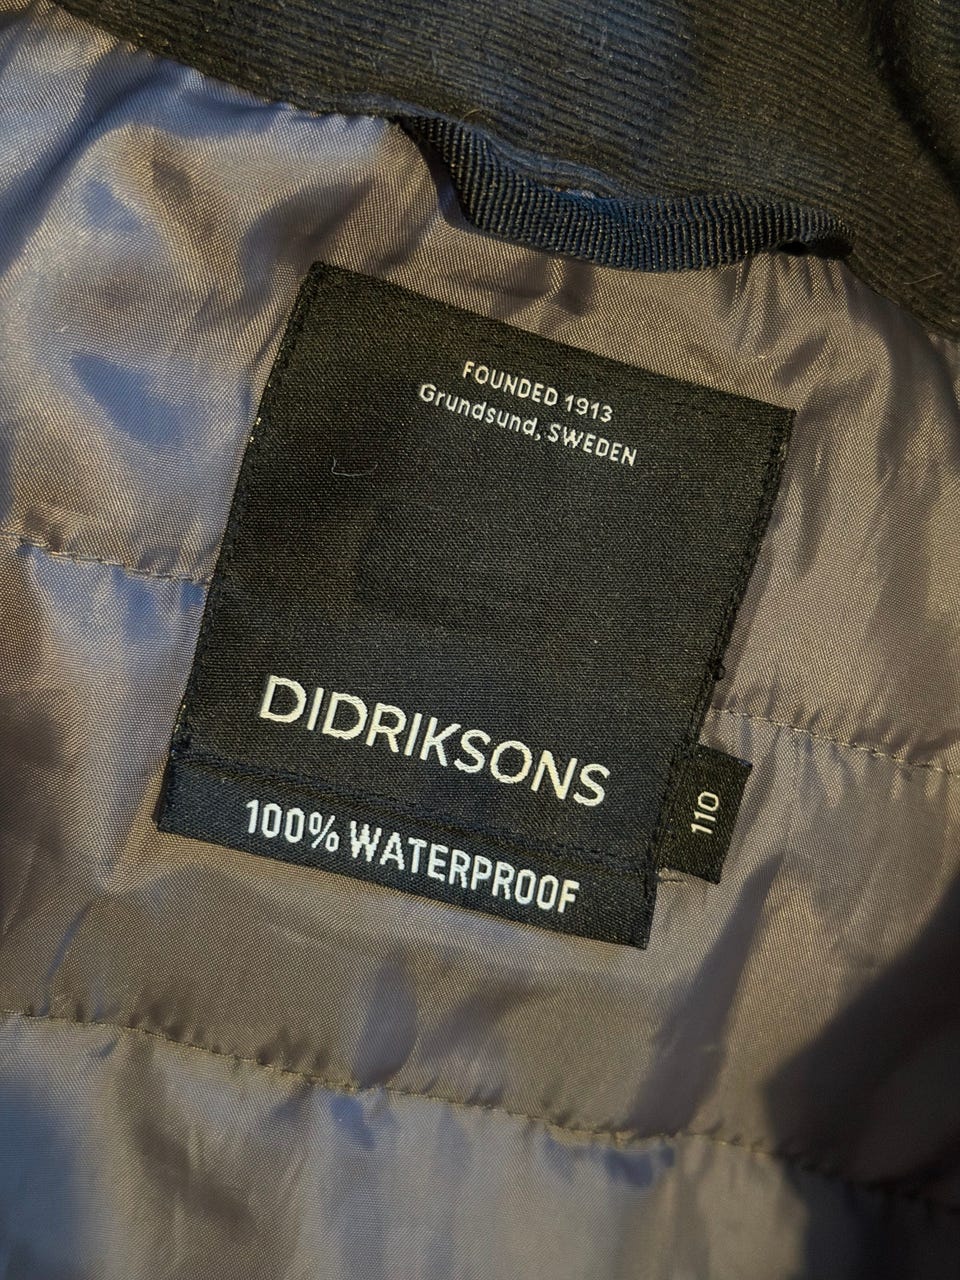 FOUNDED 1913
Grundsund, SWEDEN
DIDRIKSONS
100% WATERPROOF
110